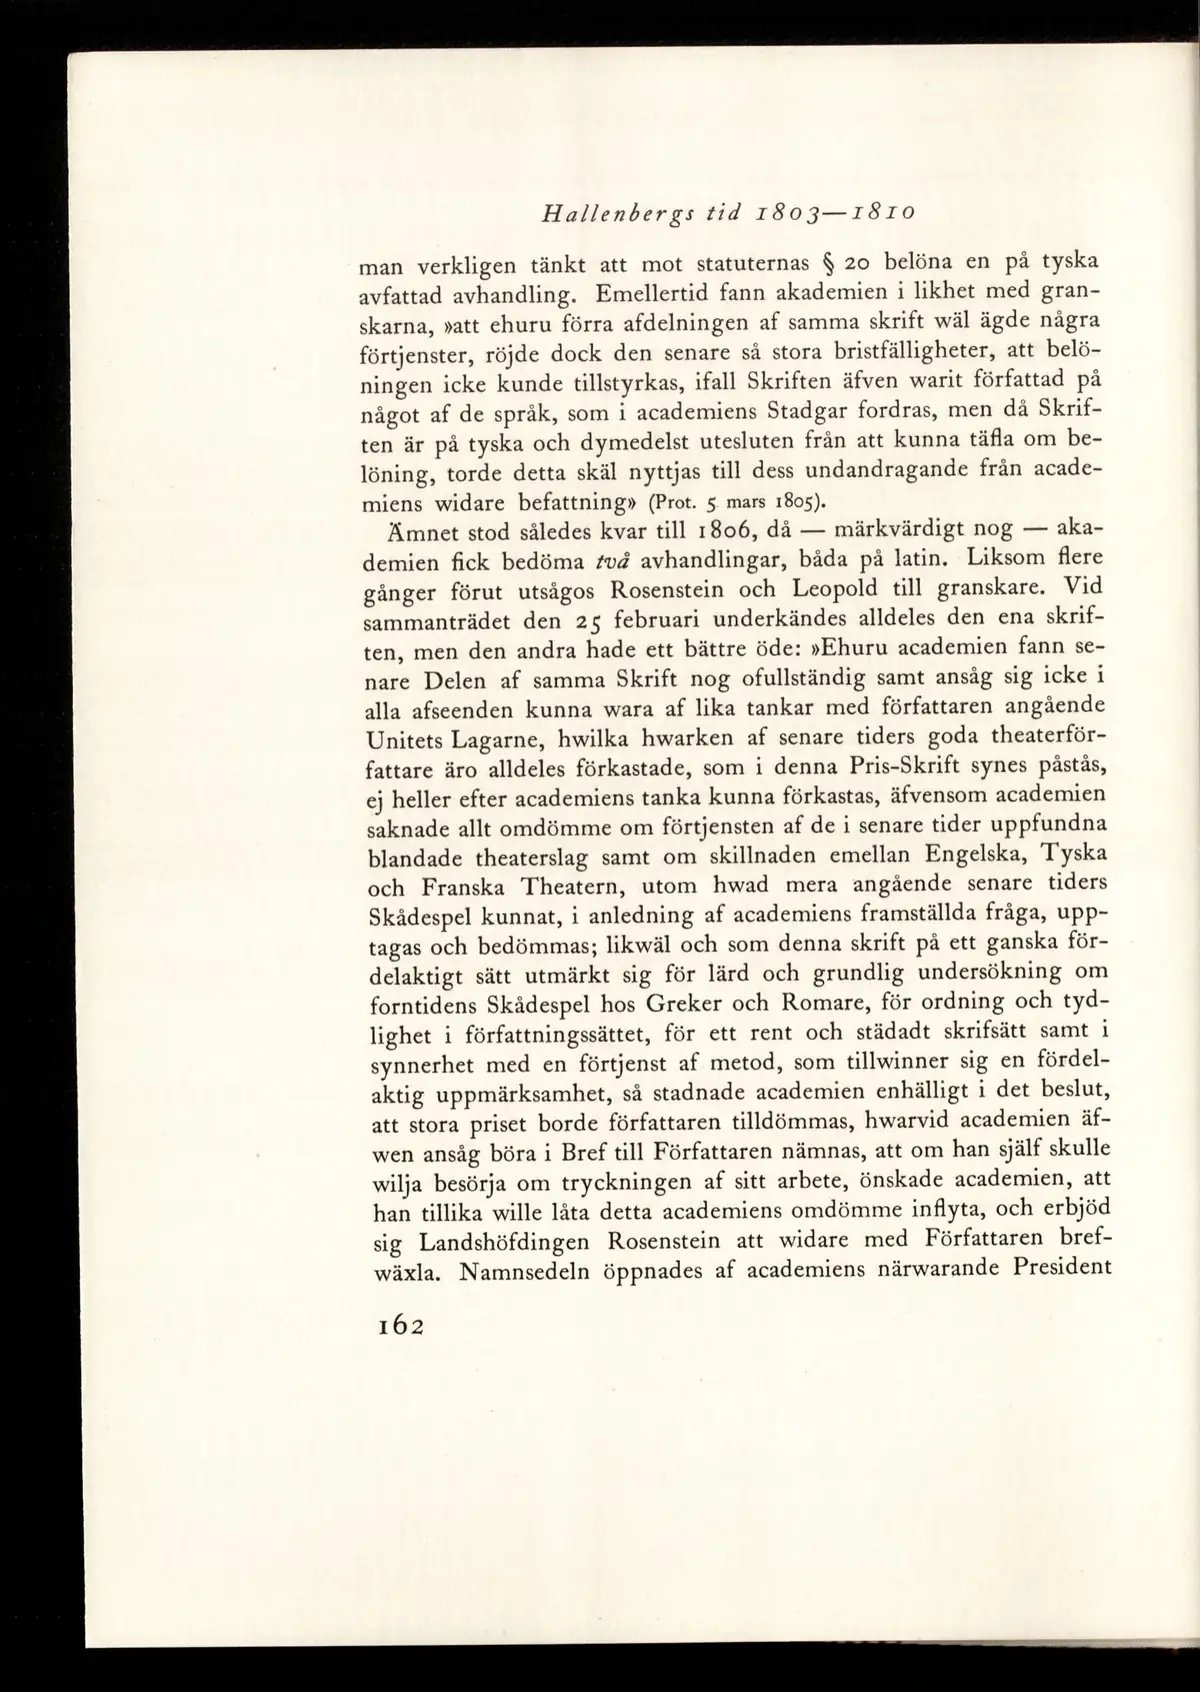 Hallenbergs tid 1803—1810
man verkligen tänkt att mot statuternas § 20 belöna en på tyska
avfattad avhandling. Emellertid fann akademien i likhet med gran-
skarna, »att ehuru förra afdelningen af samma skrift wäl ägde några
förtjenster, röjde dock den senare så stora bristfälligheter, att belö-
ningen icke kunde tillstyrkas, ifall Skriften äfven warit författad på
något af de språk, som i academiens Stadgar fordras, men då Skrif-
ten är på tyska och dymedelst utesluten från att kunna täfla om be-
löning, torde detta skäl nyttjas till dess undandragande från acade-
miens widare befattning» (Prot. 5 mars 1805).
Ämnet stod således kvar till 1806, då — märkvärdigt nog — aka-
demien fick bedöma två avhandlingar, båda på latin. Liksom flere
gånger förut utsågos Rosenstein och Leopold till granskare. Vid
sammanträdet den 25 februari underkändes alldeles den ena skrif-
ten, men den andra hade ett bättre öde: »Ehuru academien fann se-
nare Delen af samma Skrift nog ofullständig samt ansåg sig icke i
alla afseenden kunna wara af lika tankar med författaren angående
Unitets Lagarne, hwilka hwarken af senare tiders goda theaterför-
fattare äro alldeles förkastade, som i denna Pris-Skrift synes påstås,
ej heller efter academiens tanka kunna förkastas, äfvensom academien
saknade allt omdömme om förtjensten af de i senare tider uppfundna
blandade theaterslag samt om skillnaden emellan Engelska, Tyska
och Franska Theatern, utom hwad mera angående senare tiders
Skådespel kunnat, i anledning af academiens framställda fråga, upp-
tagas och bedömmas; likwäl och som denna skrift på ett ganska för-
delaktigt sätt utmärkt sig för lärd och grundlig undersökning om
forntidens Skådespel hos Greker och Romare, för ordning och tyd-
lighet i författningssättet, för ett rent och städadt skrifsätt samt i
synnerhet med en förtjenst af metod, som tillwinner sig en fördel-
aktig uppmärksamhet, så stadnade academien enhälligt i det beslut,
att stora priset borde författaren tilldömmas, hwarvid academien äf-
wen ansåg böra i Bref till Författaren nämnas, att om han själf skulle
wilja besörja om tryckningen af sitt arbete, önskade academien, att
han tillika wille låta detta academiens omdömme inflyta, och erbjöd
sig Landshöfdingen Rosenstein att widare med Författaren bref-
wäxla. Namnsedeln öppnades af academiens närwarande President
162